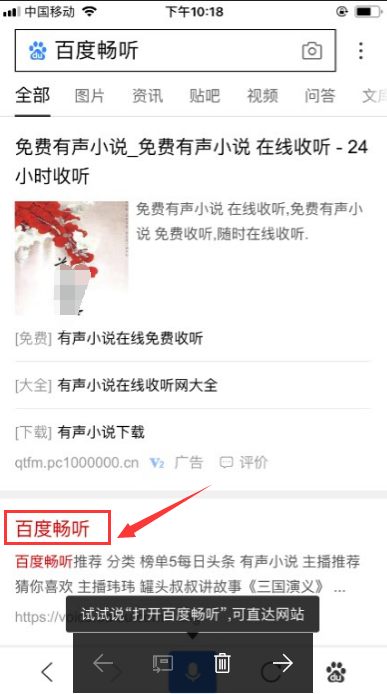 中国移动 下午10:18
百度畅听
全部 图片 资讯 贴吧 视频 问答 文库
免费有声小说_免费有声小说 在线收听 - 24
小时收听
免费有声小说 在线收听,免费有声小
说 免费收听,随时在线收听.
[免费] 有声小说在线免费收听
[大全] 有声小说在线收听网大全
[下载] 有声小说下载
qtfm.pc1000000.cn V2 广告 评价
百度畅听
百度畅听推荐 分类 榜单5每日头条 有声小说 主播推荐
猜你喜欢 主播玮玮 罐头叔叔讲故事《三国演义》 ...
试试说“打开百度畅听”,可直达网站
https://vo
du